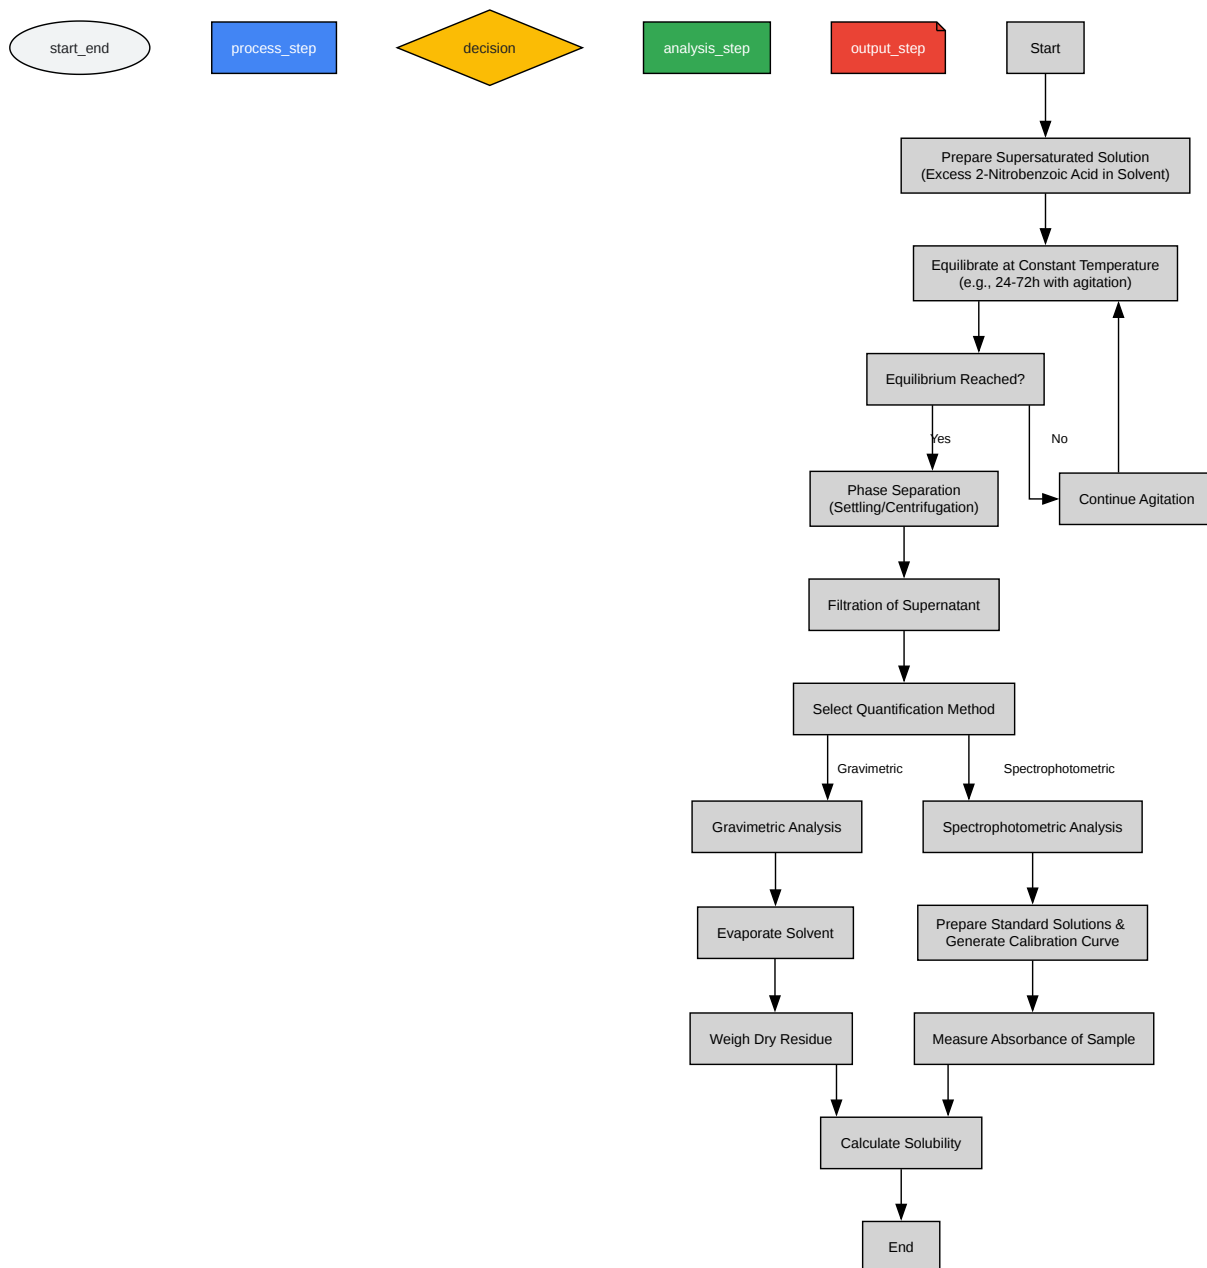 start_end
process_step
decision
analysis_step
output_step
Start
Prepare Supersaturated Solution
(Excess 2-Nitrobenzoic Acid in Solvent)
Equilibrate at Constant Temperature
(e.g., 24-72h with agitation)
Equilibrium Reached?
Yes
No
Phase Separation
(Settling/Centrifugation)
Continue Agitation
Filtration of Supernatant
Select Quantification Method
Gravimetric
Spectrophotometric
Gravimetric Analysis
Spectrophotometric Analysis
Evaporate Solvent
Prepare Standard Solutions &
Generate Calibration Curve
Weigh Dry Residue
Measure Absorbance of Sample
Calculate Solubility
End